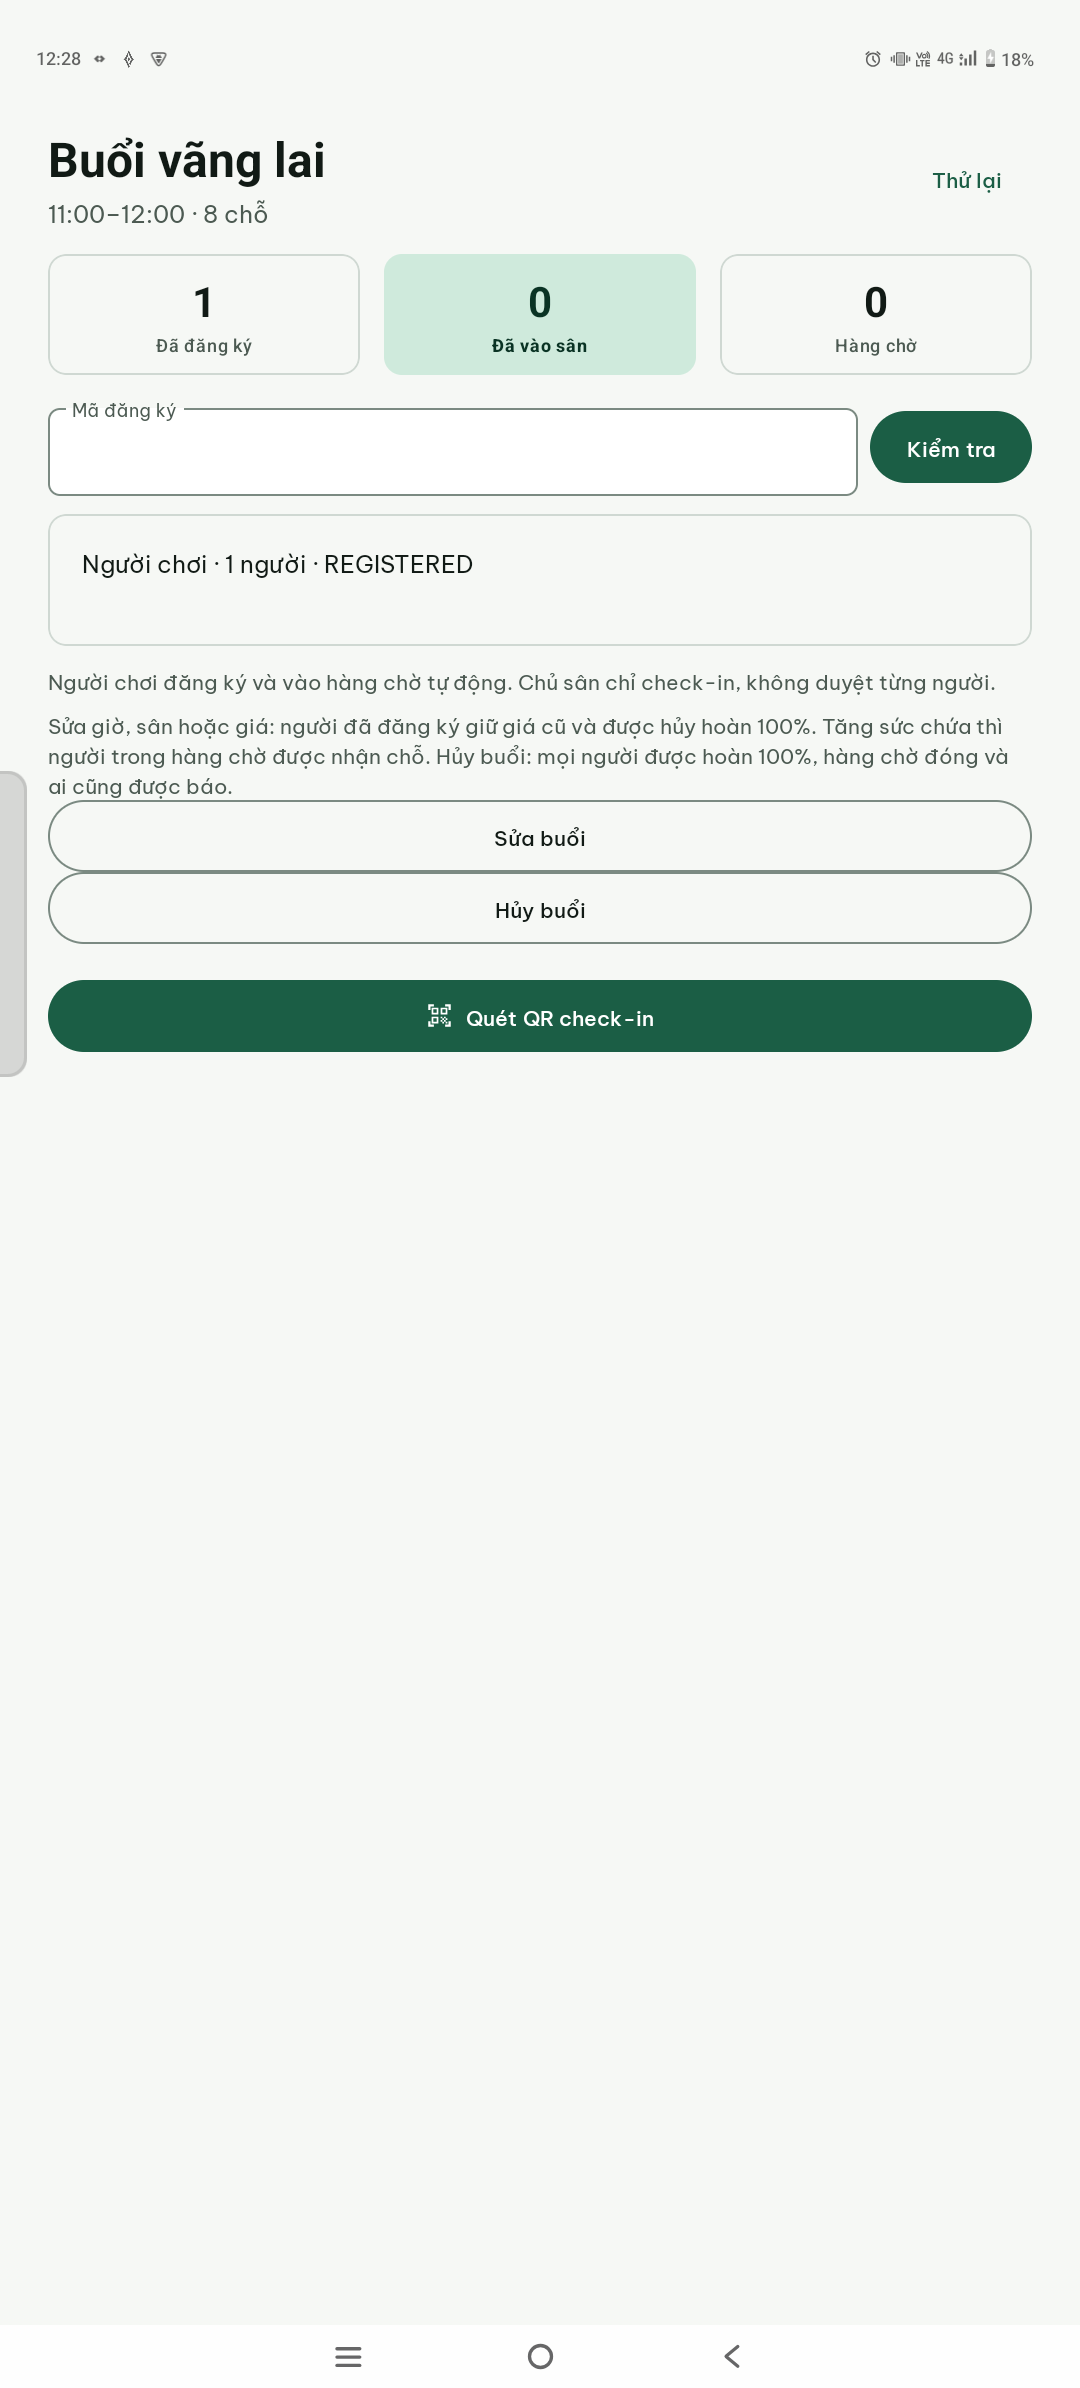 12:28
VoLTE 4G 18%
Buổi vãng lai
Thử lại
11:00–12:00 · 8 chỗ
1
Đã đăng ký
0
Đã vào sân
0
Hàng chờ
Mã đăng ký
Kiểm tra
Người chơi · 1 người · REGISTERED
Người chơi đăng ký và vào hàng chờ tự động. Chủ sân chỉ check-in, không duyệt từng người.
Sửa giờ, sân hoặc giá: người đã đăng ký giữ giá cũ và được hủy hoàn 100%. Tăng sức chứa thì
người trong hàng chờ được nhận chỗ. Hủy buổi: mọi người được hoàn 100%, hàng chờ đóng và
ai cũng được báo.
Sửa buổi
Hủy buổi
Quét QR check-in